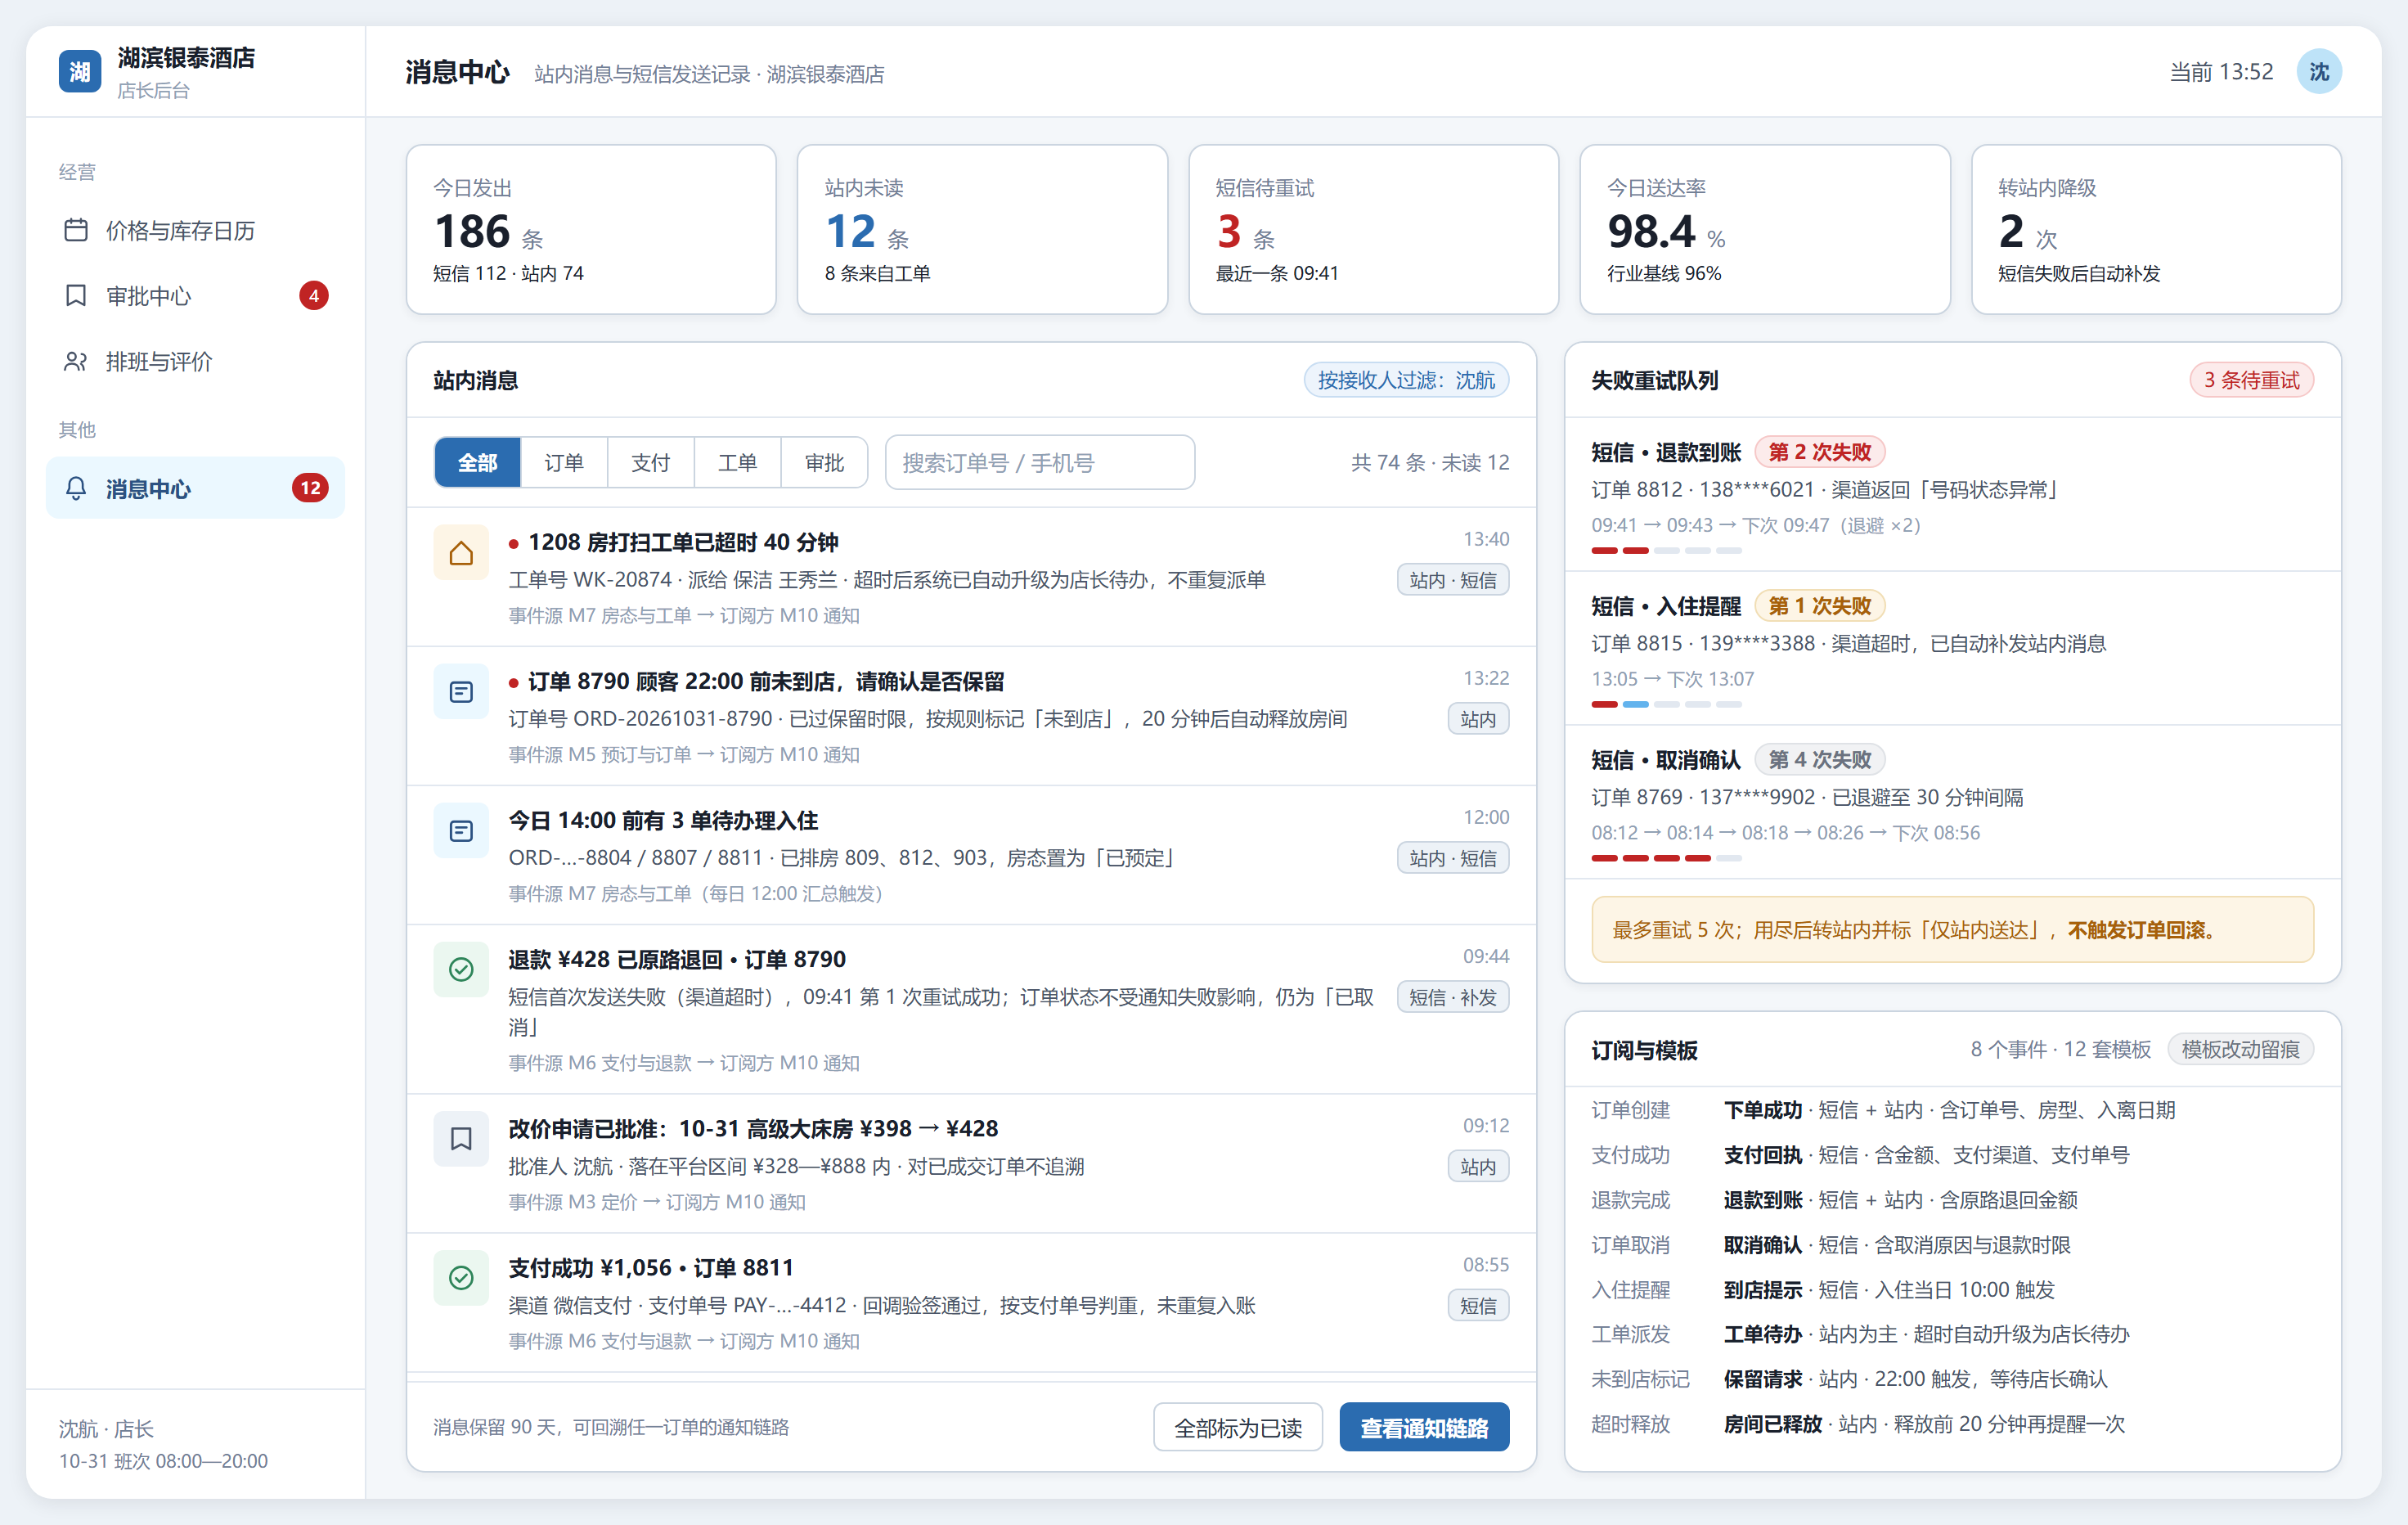 湖
湖滨银泰酒店
店长后台
经营
价格与库存日历
审批中心
4
排班与评价
其他
消息中心
12
沈航 · 店长
10-31 班次 08:00—20:00
消息中心
站内消息与短信发送记录 · 湖滨银泰酒店
当前 13:52
沈
今日发出
186 条
短信 112 · 站内 74
站内未读
12 条
8 条来自工单
短信待重试
3 条
最近一条 09:41
今日送达率
98.4 %
行业基线 96%
转站内降级
2 次
短信失败后自动补发
站内消息
按接收人过滤：沈航
全部
订单
支付
工单
审批
搜索订单号 / 手机号
共 74 条 · 未读 12
1208 房打扫工单已超时 40 分钟
13:40
工单号 WK-20874 · 派给 保洁 王秀兰 · 超时后系统已自动升级为店长待办，不重复派单
站内 · 短信
事件源 M7 房态与工单 → 订阅方 M10 通知
订单 8790 顾客 22:00 前未到店，请确认是否保留
13:22
订单号 ORD-20261031-8790 · 已过保留时限，按规则标记「未到店」，20 分钟后自动释放房间
站内
事件源 M5 预订与订单 → 订阅方 M10 通知
今日 14:00 前有 3 单待办理入住
12:00
ORD-…-8804 / 8807 / 8811 · 已排房 809、812、903，房态置为「已预定」
站内 · 短信
事件源 M7 房态与工单（每日 12:00 汇总触发）
退款 ¥428 已原路退回 • 订单 8790
09:44
短信首次发送失败（渠道超时），09:41 第 1 次重试成功；订单状态不受通知失败影响，仍为「已取
消」
短信 · 补发
事件源 M6 支付与退款 → 订阅方 M10 通知
改价申请已批准：10-31 高级大床房 ¥398 → ¥428
09:12
批准人 沈航 · 落在平台区间 ¥328—¥888 内 · 对已成交订单不追溯
站内
事件源 M3 定价 → 订阅方 M10 通知
支付成功 ¥1,056 • 订单 8811
08:55
渠道 微信支付 · 支付单号 PAY-…-4412 · 回调验签通过，按支付单号判重，未重复入账
短信
事件源 M6 支付与退款 → 订阅方 M10 通知
消息保留 90 天，可回溯任一订单的通知链路
全部标为已读
查看通知链路
失败重试队列
3 条待重试
短信 • 退款到账
第 2 次失败
订单 8812 · 138****6021 · 渠道返回「号码状态异常」
09:41 → 09:43 → 下次 09:47（退避 ×2）
短信 • 入住提醒
第 1 次失败
订单 8815 · 139****3388 · 渠道超时，已自动补发站内消息
13:05 → 下次 13:07
短信 • 取消确认
第 4 次失败
订单 8769 · 137****9902 · 已退避至 30 分钟间隔
08:12 → 08:14 → 08:18 → 08:26 → 下次 08:56
最多重试 5 次；用尽后转站内并标「仅站内送达」，不触发订单回滚。
订阅与模板
8 个事件 · 12 套模板
模板改动留痕
订单创建
下单成功 · 短信 + 站内 · 含订单号、房型、入离日期
支付成功
支付回执 · 短信 · 含金额、支付渠道、支付单号
退款完成
退款到账 · 短信 + 站内 · 含原路退回金额
订单取消
取消确认 · 短信 · 含取消原因与退款时限
入住提醒
到店提示 · 短信 · 入住当日 10:00 触发
工单派发
工单待办 · 站内为主 · 超时自动升级为店长待办
未到店标记
保留请求 · 站内 · 22:00 触发，等待店长确认
超时释放
房间已释放 · 站内 · 释放前 20 分钟再提醒一次